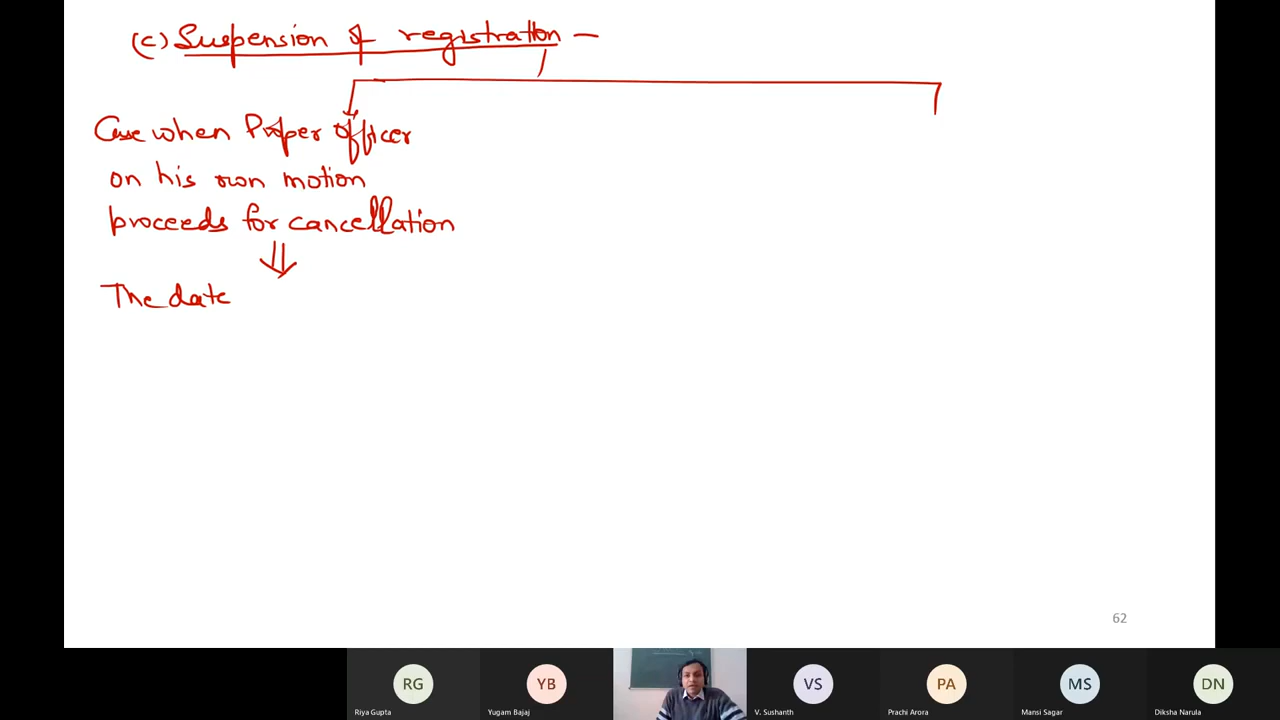 (c) Suspension of registration –
Case when Proper officer
on his own motion
proceeds for cancellation
The date
62
RG
YB
VS
PA
MS
DN
Riya Gupta
Yugam Bajaj
V. Sushanth
Prachi Arora
Mansi Sagar
Diksha Narula